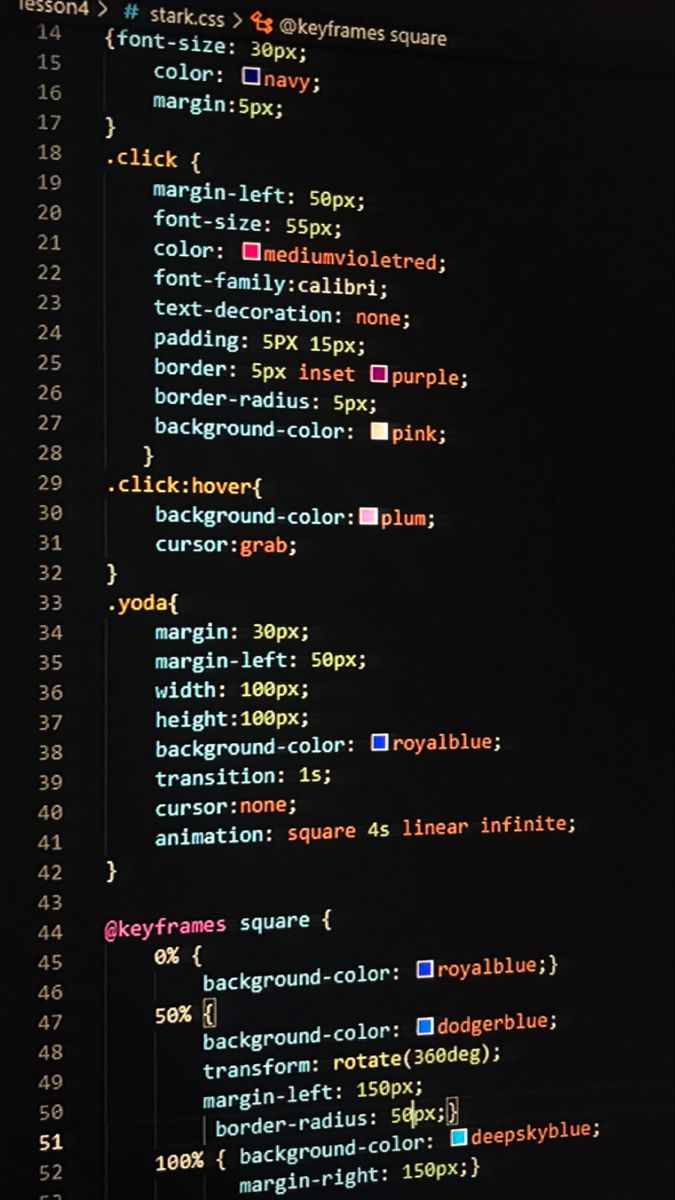 lesson4 > # stark.css > @keyframes square
14 {font-size: 30px;
15 color: navy;
16 margin:5px;
17 }
18 .click {
19 margin-left: 50px;
20 font-size: 55px;
21 color: mediumvioletred;
22 font-family:calibri;
23 text-decoration: none;
24 padding: 5PX 15px;
25 border: 5px inset purple;
26 border-radius: 5px;
27 background-color: pink;
28 }
29 .click:hover{
30 background-color:plum;
31 cursor:grab;
32 }
33 .yoda{
34 margin: 30px;
35 margin-left: 50px;
36 width: 100px;
37 height:100px;
38 background-color: royalblue;
39 transition: 1s;
40 cursor:none;
41 animation: square 4s linear infinite;
42 }
43
44 @keyframes square {
45 0% {
46 background-color: royalblue;}
47 50% {
48 background-color: dodgerblue;
49 transform: rotate(360deg);
50 margin-left: 150px;
51 border-radius: 50px;}
52 100% { background-color: deepskyblue;
margin-right: 150px;}